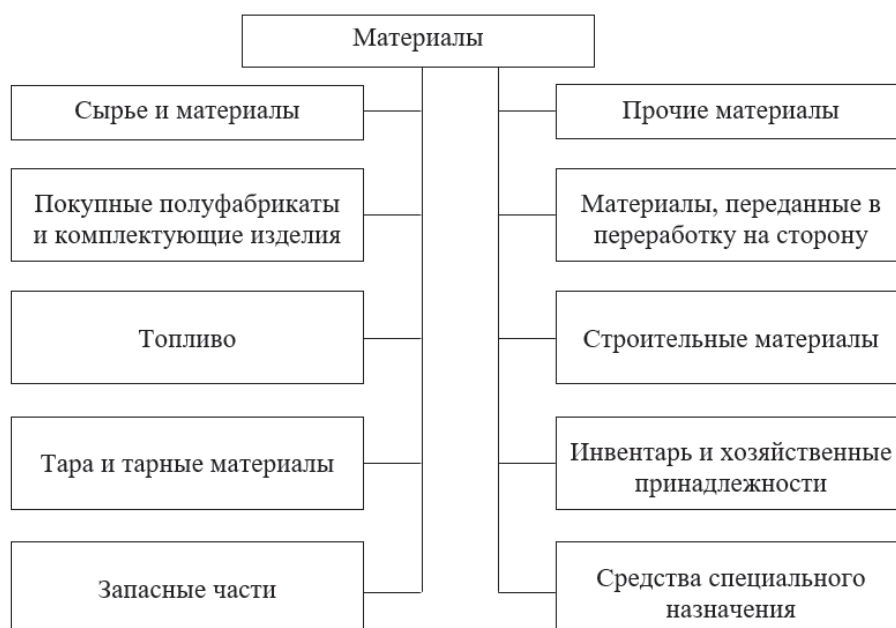 Материалы
Сырье и материалы
Покупные полуфабрикаты
и комплектующие изделия
Топливо
Тара и тарные материалы
Запасные части
Прочие материалы
Материалы, переданные в
переработку на сторону
Строительные материалы
Инвентарь и хозяйственные
принадлежности
Средства специального
назначения